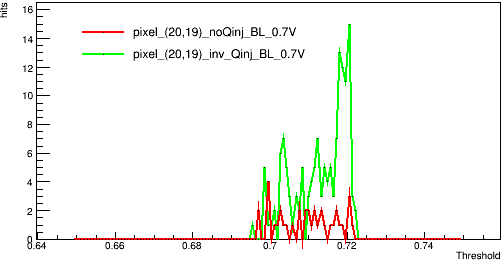 hits
16
pixel_(20,19)_noQinj_BL_0.7V
14
pixel_(20,19)_inv_Qinj_BL_0.7V
12
10
8
6
4
2
0
0.64 0.66 0.68 0.7 0.72 0.74
Threshold